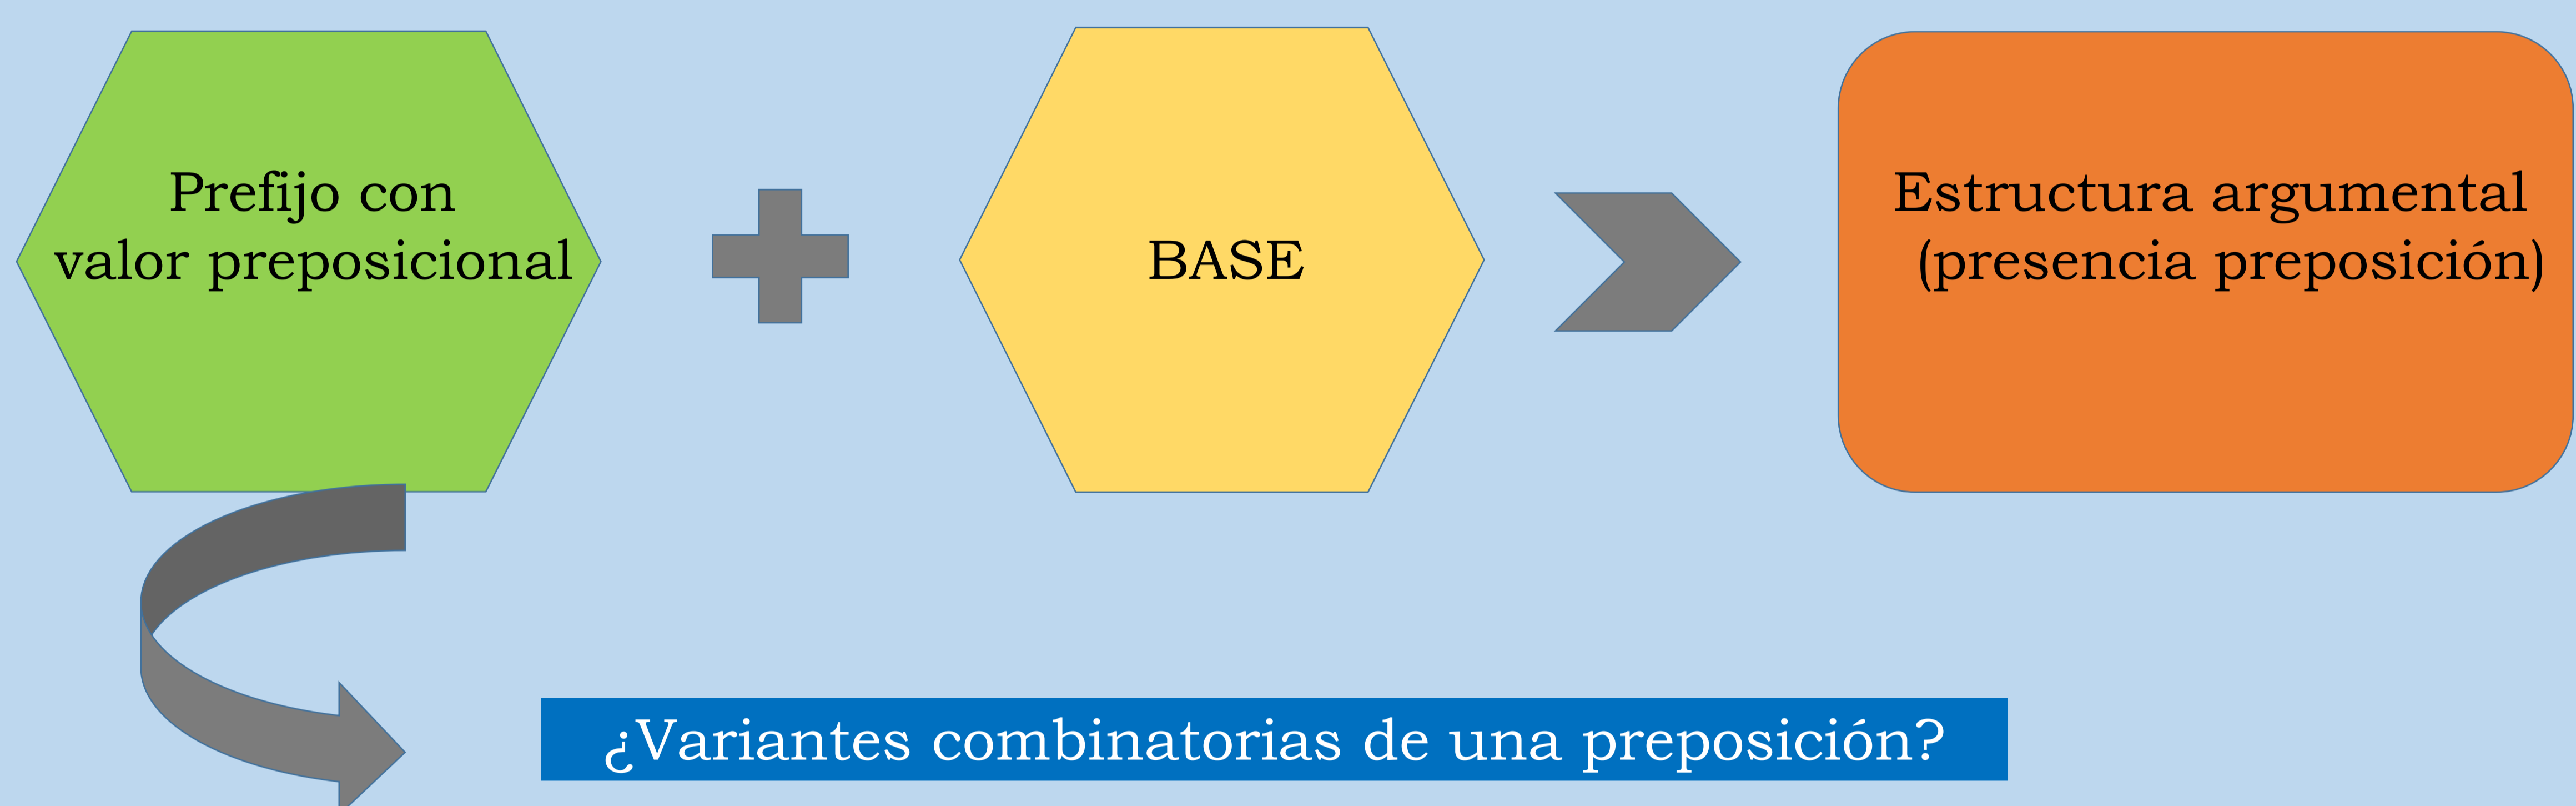 Prefijo con
valor preposicional
BASE
Estructura argumental
(presencia preposición)
¿Variantes combinatorias de una preposición?